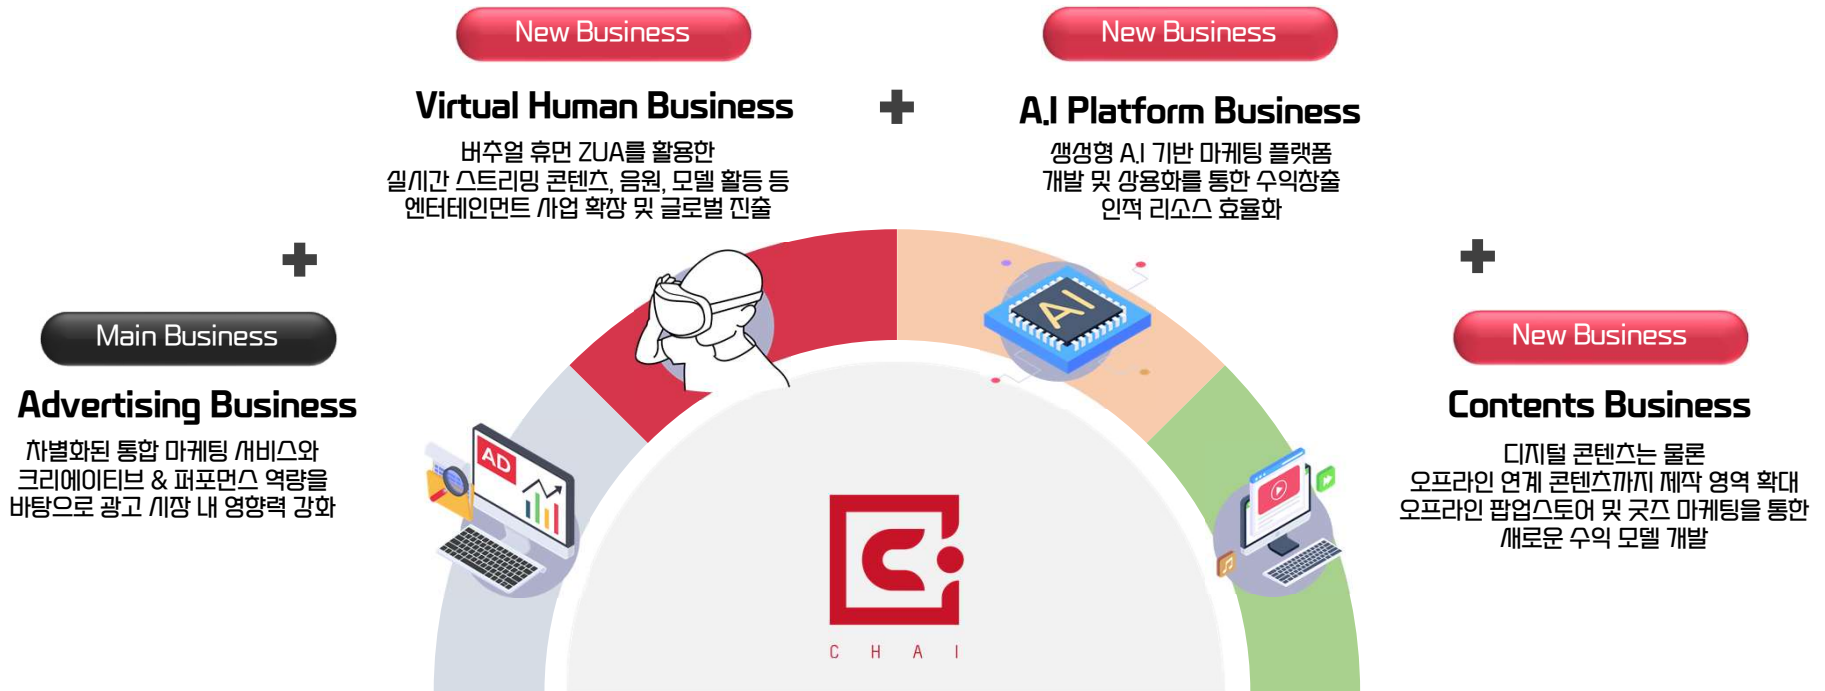 New Business
Virtual Human Business
버추얼 휴먼 ZUA를 활용한
실시간 스트리밍 콘텐츠, 음원, 모델 활동 등
엔터테인먼트 사업 확장 및 글로벌 진출
New Business
A.I Platform Business
생성형 A.I 기반 마케팅 플랫폼
개발 및 상용화를 통한 수익창출
인적 리소스 효율화
Main Business
Advertising Business
차별화된 통합 마케팅 서비스와
크리에이티브 & 퍼포먼스 역량을
바탕으로 광고 시장 내 영향력 강화
New Business
Contents Business
디지털 콘텐츠는 물론
오프라인 연계 콘텐츠까지 제작 영역 확대
오프라인 팝업스토어 및 굿즈 마케팅을 통한
새로운 수익 모델 개발
AD
AI
CHAI